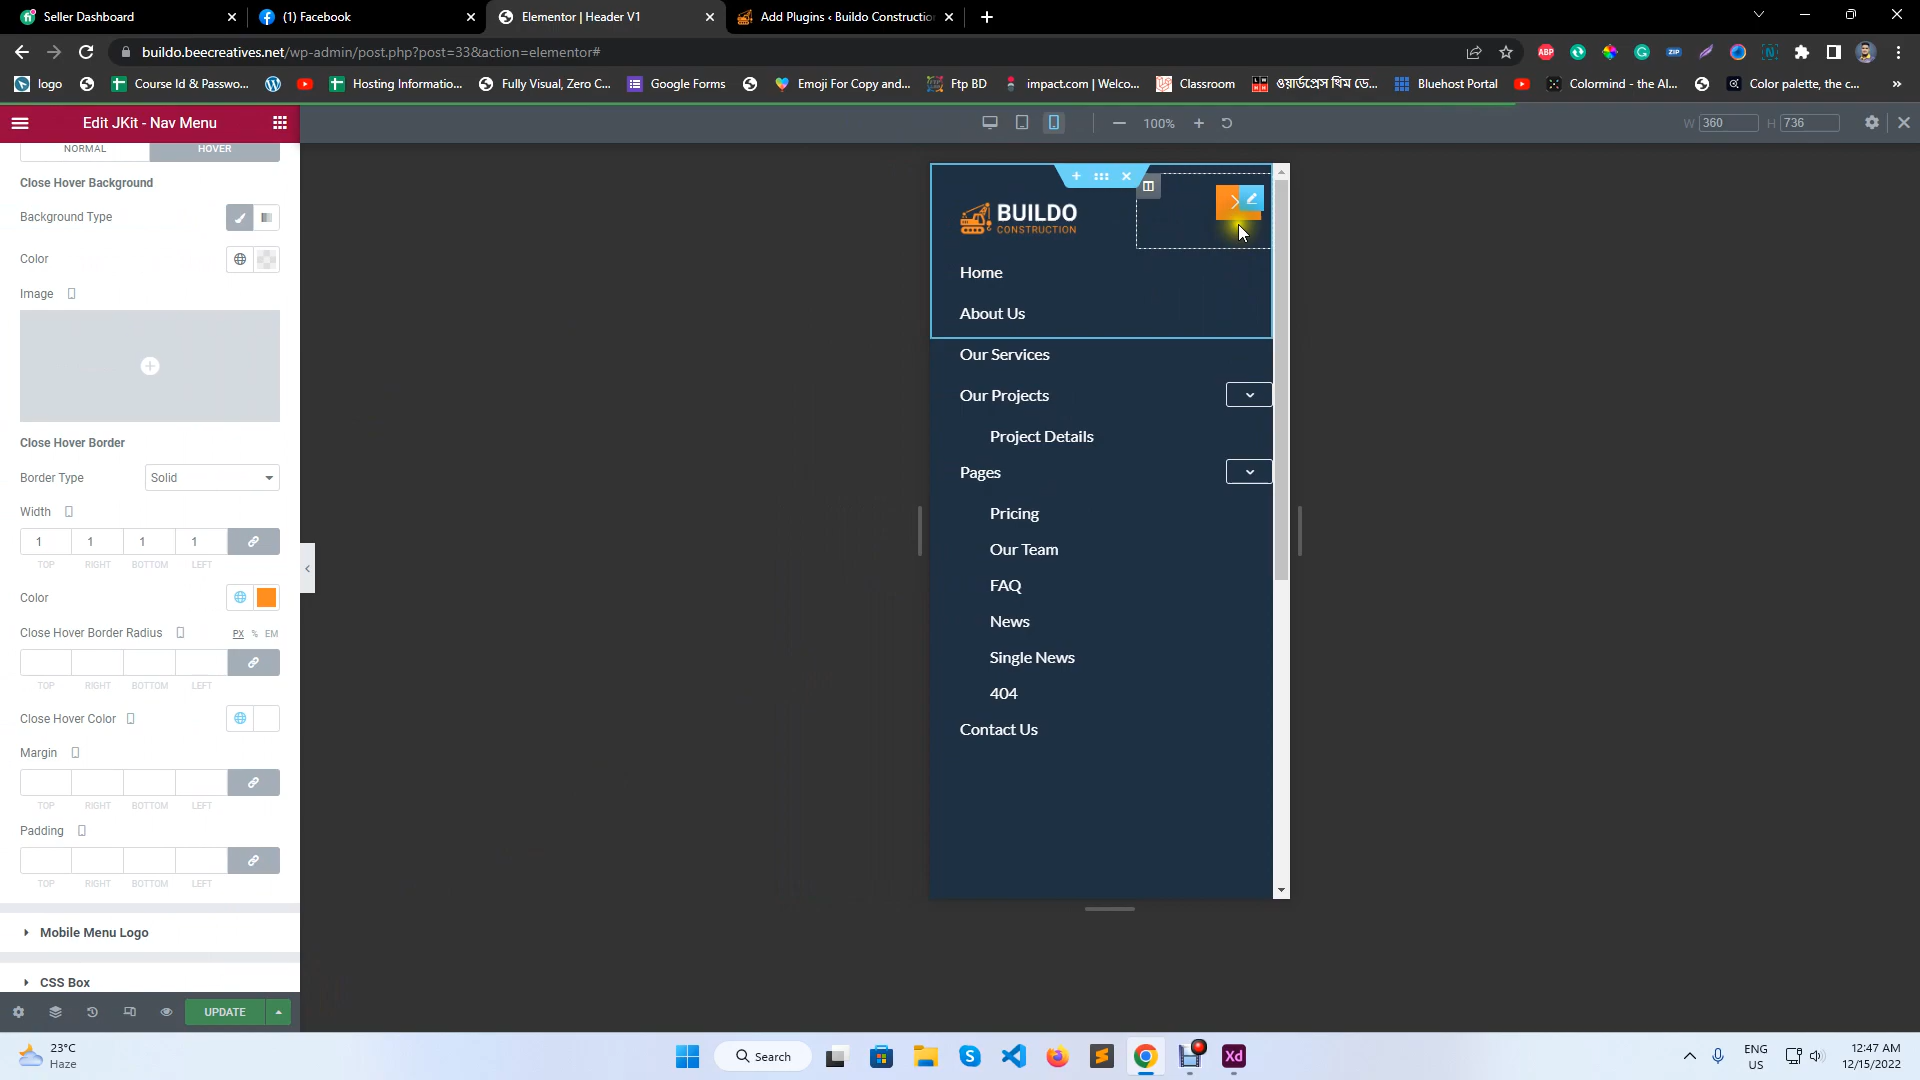 Seller Dashboard
(1) Facebook
Elementor | Header V1
Add Plugins ‹ Buildo Constructio
buildo.beecreatives.net/wp-admin/post.php?post=33&action=elementor#
logo
Course Id & Passwo...
Hosting Informatio...
Fully Visual, Zero C...
Google Forms
Emoji For Copy and...
Ftp BD
impact.com | Welco...
Classroom
ওয়ার্ডপ্রেস থিম ডে...
Bluehost Portal
Colormind - the AI...
Color palette, the c...
Edit JKit - Nav Menu
100%
W 360 H 736
NORMAL HOVER
Close Hover Background
Background Type
Color
Image
Close Hover Border
Border Type Solid
Width
1 1 1 1
TOP RIGHT BOTTOM LEFT
Color
Close Hover Border Radius PX % EM
TOP RIGHT BOTTOM LEFT
Close Hover Color
Margin
TOP RIGHT BOTTOM LEFT
Padding
TOP RIGHT BOTTOM LEFT
Mobile Menu Logo
CSS Box
UPDATE
BUILDO
CONSTRUCTION
Home
About Us
Our Services
Our Projects
Project Details
Pages
Pricing
Our Team
FAQ
News
Single News
404
Contact Us
23°C
Haze
Search
Xd
ENG
US
12:47 AM
12/15/2022